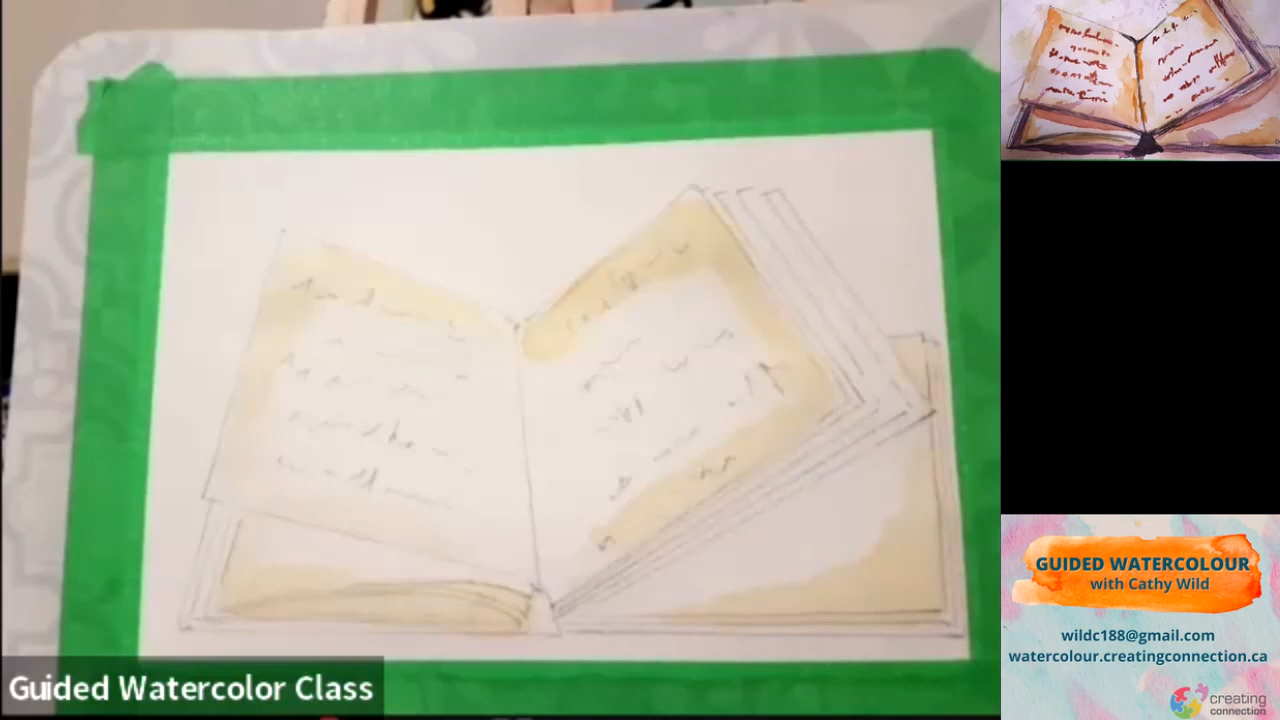 Guided Watercolor Class
GUIDED WATERCOLOUR
with Cathy Wild
wildc188@gmail.com
watercolour.creatingconnection.ca
creating
connection